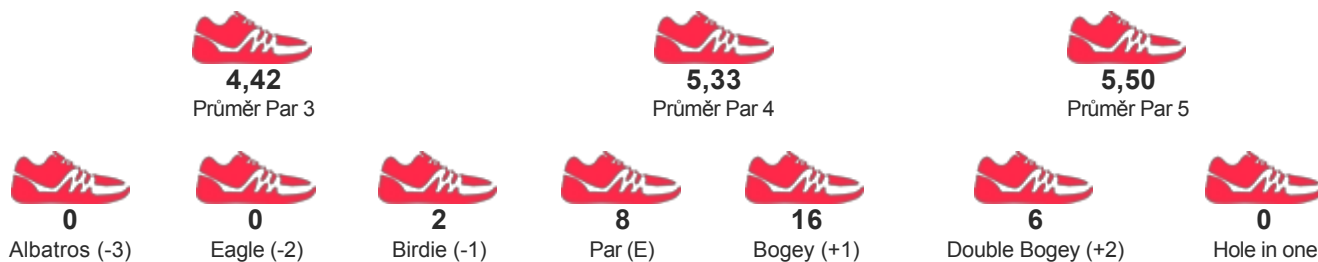 4,42 5,33 5,50
Průměr Par 3 Průměr Par 4 Průměr Par 5
0 0 2 8 16 6 0
Albatros (-3) Eagle (-2) Birdie (-1) Par (E) Bogey (+1) Double Bogey (+2) Hole in one